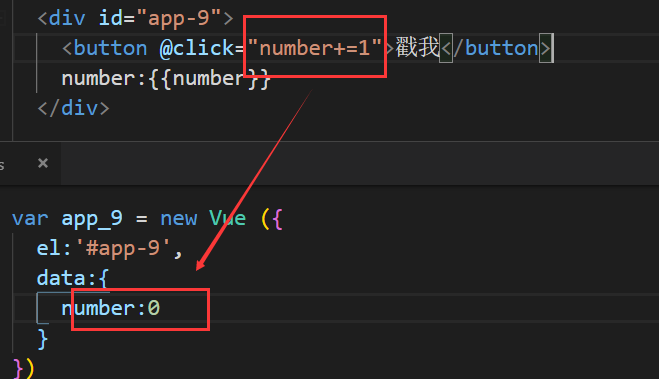 <div id="app-9">
<button @click="number+=1">戳我</button>
number:{{number}}
</div>
s ×
var app_9 = new Vue ({
el:'#app-9',
data:{
number:0
}
})